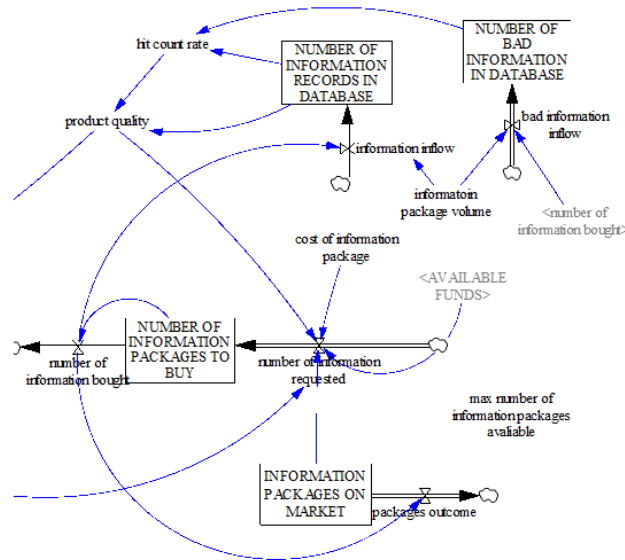 hit count rate
NUMBER OF
INFORMATION
RECORDS IN
DATABASE
NUMBER OF
BAD
INFORMATION
IN DATABASE
product quality
information inflow
bad information
inflow
informatoin
package volume
<number of
information bought>
cost of information
package
<AVAILABLE
FUNDS>
NUMBER OF
INFORMATION
PACKAGES TO
BUY
number of
information bought
number of information
requested
max number of
information packages
avaliable
INFORMATION
PACKAGES ON
MARKET
packages outcome